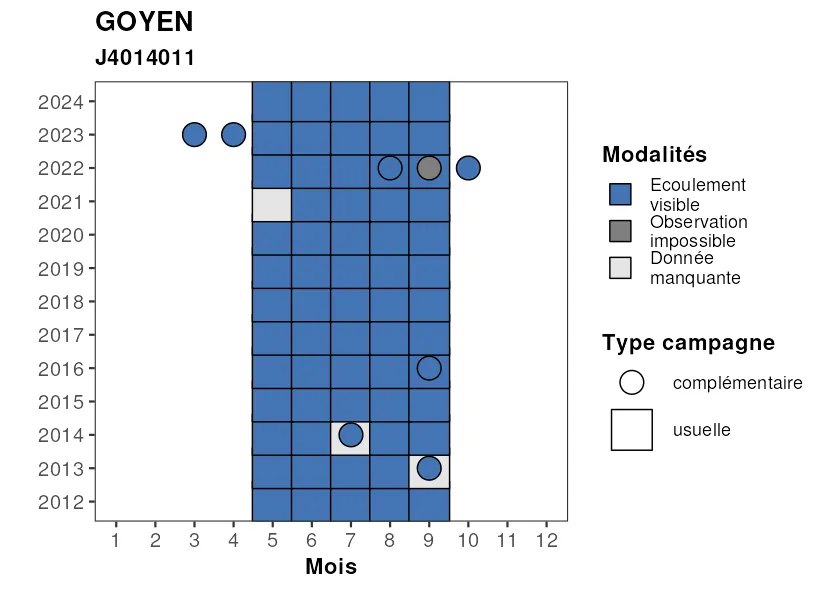 GOYEN
J4014011
2024
2023
2022
2021
2020
2019
2018
2017
2016
2015
2014
2013
2012
1 2 3 4 5 6 7 8 9 10 11 12
Mois
Modalités
Ecoulement
visible
Observation
impossible
Donnée
manquante
Type campagne
complémentaire
usuelle